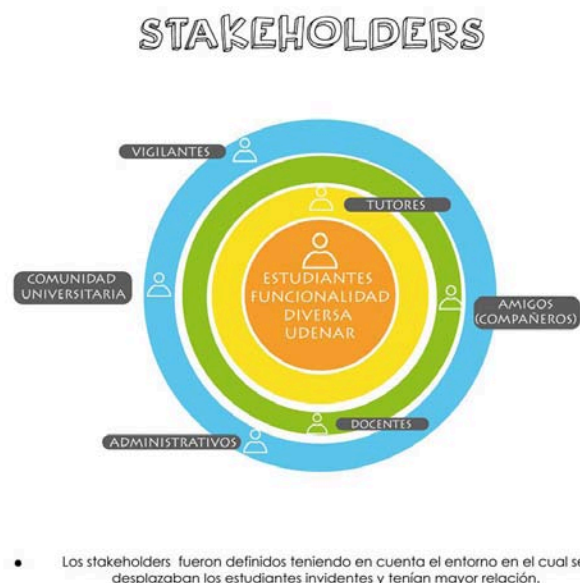 STAKEHOLDERS
VIGILANTES
TUTORES
COMUNIDAD
UNIVERSITARIA
ESTUDIANTES
FUNCIONALIDAD
DIVERSA
UDENAR
AMIGOS
(COMPAÑEROS)
DOCENTES
ADMINISTRATIVOS
• Los stakeholders fueron definidos teniendo en cuenta el entorno en el cual se
desplazaban los estudiantes invidentes y tenían mayor relación.